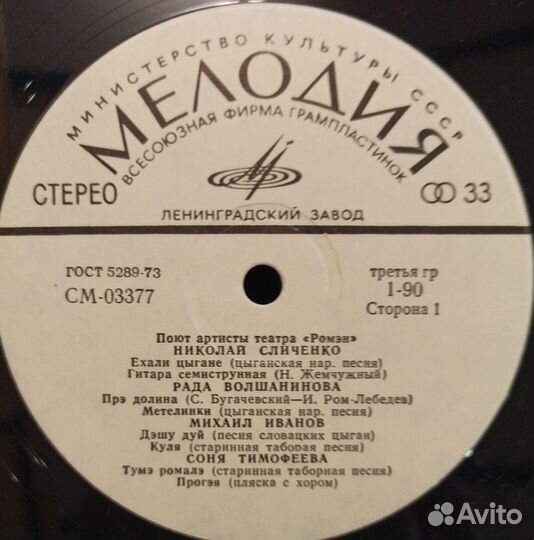 МИНИСТЕРСТВО КУЛЬТУРЫ СССР
МЕЛОДИЯ
ВСЕСОЮЗНАЯ ФИРМА ГРАМПЛАСТИНОК
СТЕРЕО
33
ЛЕНИНГРАДСКИЙ ЗАВОД
ГОСТ 5289-73
третья гр
СМ-03377
1-90
Сторона 1
Поют артисты театра «Ромэн»
НИКОЛАЙ СЛИЧЕНКО
Ехали цыгане (цыганская нар. песня)
Гитара семиструнная (Н. Жемчужный)
РАДА ВОЛШАНИНОВА
Прэ долина (С. Бугачевский—И. Ром-Лебедев)
Метелинки (цыганская нар. песня)
МИХАИЛ ИВАНОВ
Дэшу дуй (песня словацких цыган)
Куля (старинная таборая песня)
СОНЯ ТИМОФЕЕВА
Тумэ ромалэ (старинная таборная песня)
Прогэя (пляска с хором)
Avito